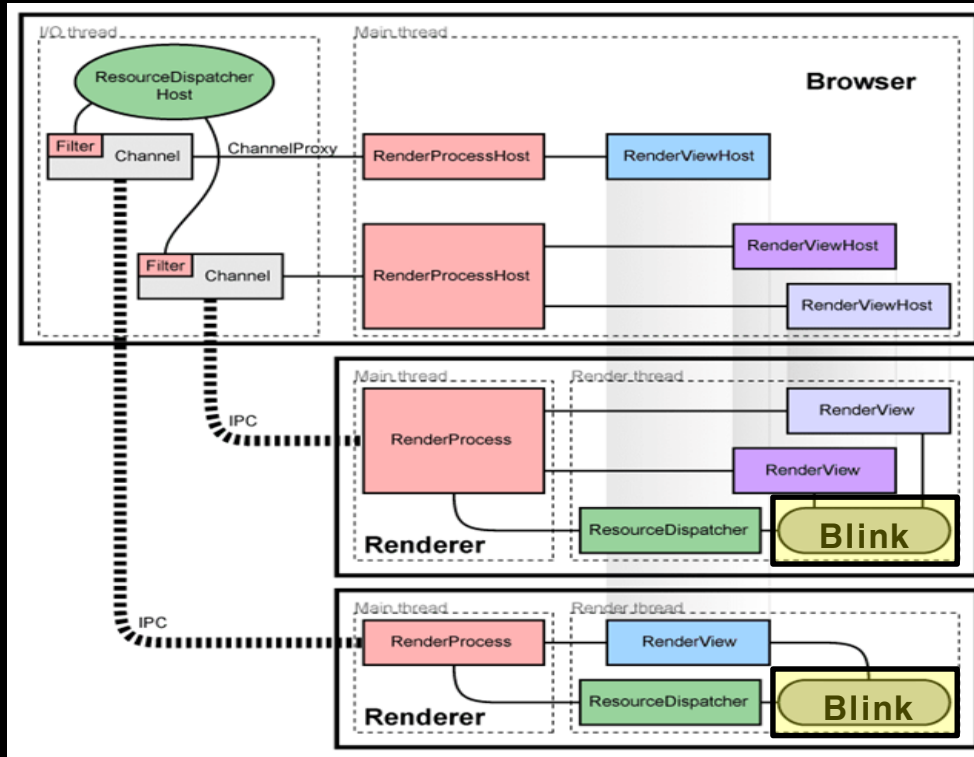 I/O thread
Main thread
ResourceDispatcher
Host
Browser
Filter
Channel
ChannelProxy
RenderProcessHost
RenderViewHost
Filter
Channel
RenderProcessHost
RenderViewHost
RenderViewHost
Main thread
Render thread
IPC
RenderProcess
RenderView
RenderView
ResourceDispatcher
Blink
Renderer
Main thread
Render thread
IPC
RenderProcess
RenderView
ResourceDispatcher
Blink
Renderer